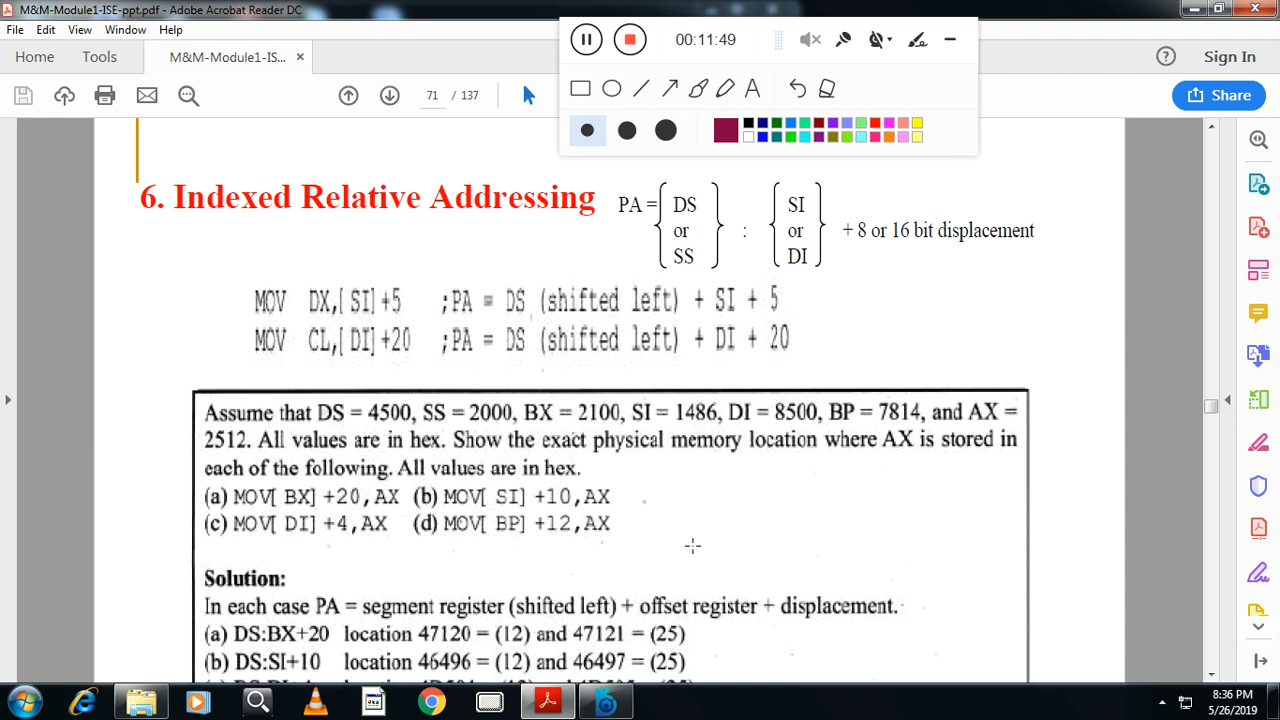 M&M-Module1-ISE-ppt.pdf - Adobe Acrobat Reader DC
File Edit View Window Help
00:11:49
Home Tools M&M-Module1-IS... ×
Sign In
71 / 137
Share
6. Indexed Relative Addressing
PA = { DS or SS } : { SI or DI } + 8 or 16 bit displacement
MOV DX,[SI]+5 ;PA = DS (shifted left) + SI + 5
MOV CL,[DI]+20 ;PA = DS (shifted left) + DI + 20
Assume that DS = 4500, SS = 2000, BX = 2100, SI = 1486, DI = 8500, BP = 7814, and AX =
2512. All values are in hex. Show the exact physical memory location where AX is stored in
each of the following. All values are in hex.
(a) MOV[ BX] +20,AX (b) MOV[ SI] +10,AX
(c) MOV[ DI] +4,AX (d) MOV[ BP] +12,AX
Solution:
In each case PA = segment register (shifted left) + offset register + displacement.
(a) DS:BX+20 location 47120 = (12) and 47121 = (25)
(b) DS:SI+10 location 46496 = (12) and 46497 = (25)
8:36 PM
5/26/2019